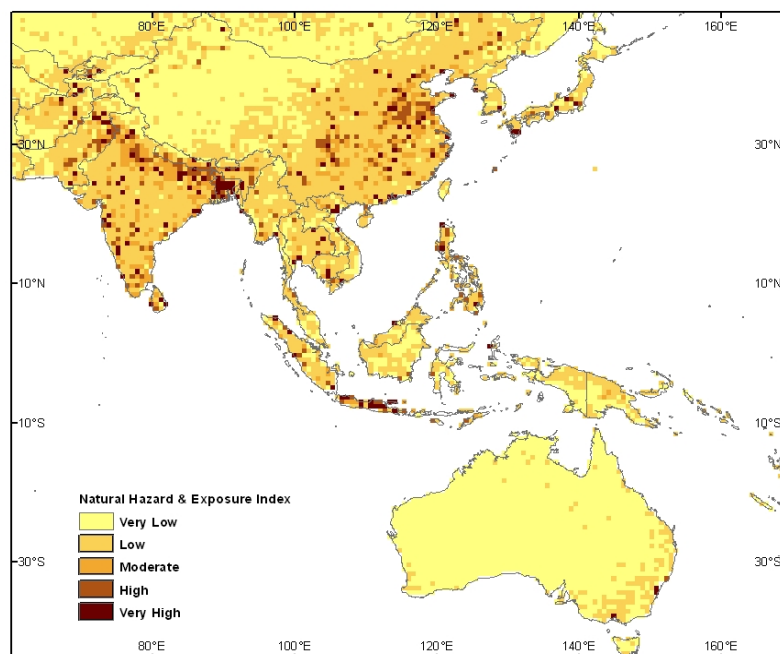 80°E 100°E 120°E 140°E 160°E
30°N 30°N
10°N 10°N
10°S 10°S
Natural Hazard & Exposure Index
Very Low
Low
30°S 30°S
Moderate
High
Very High
80°E 100°E 120°E 140°E 160°E